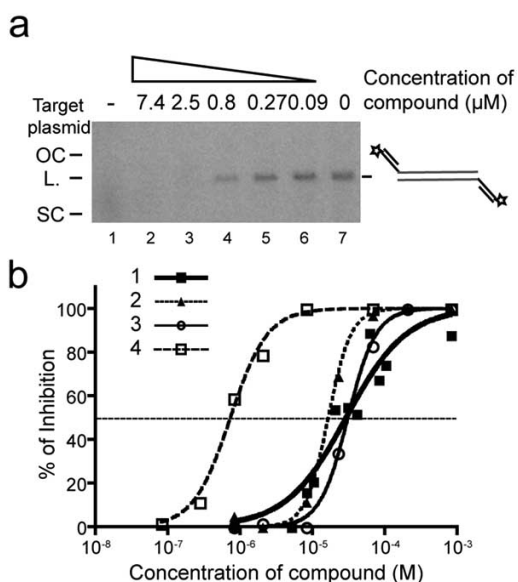 a
Concentration of
compound (µM)
Target
plasmid
- 7.4 2.5 0.8 0.27 0.09 0
OC
L.
SC
1 2 3 4 5 6 7
b
1
2
3
4
100
80
60
40
20
0
% of Inhibition
10-8 10-7 10-6 10-5 10-4 10-3
Concentration of compound (M)